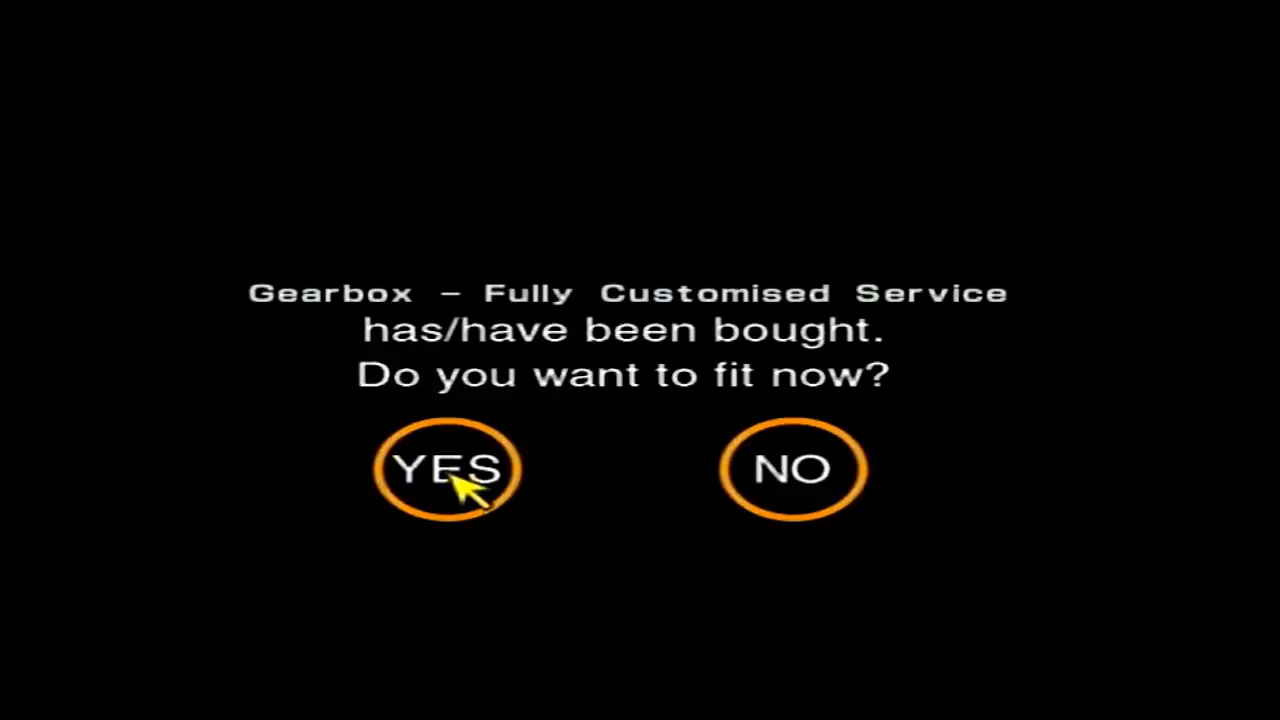 Gearbox - Fully Customised Service
has/have been bought.
Do you want to fit now?
YES NO